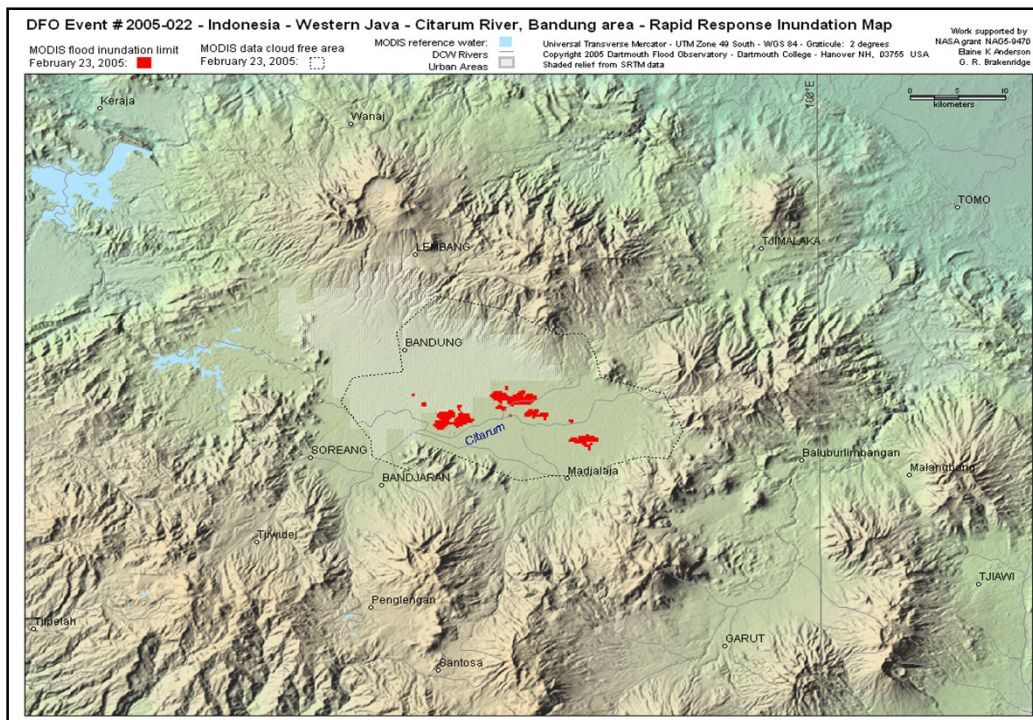 DFO Event # 2005-022 - Indonesia - Western Java - Citarum River, Bandung area - Rapid Response Inundation Map
MODIS flood inundation limit
February 23, 2005:
MODIS data cloud free area
February 23, 2005:
MODIS reference water:
DCW Rivers
Urban Areas
Universal Transverse Mercator - UTM Zone 49 South - WGS 84 - Graticule: 2 degrees
Copyright 2005 Dartmouth Flood Observatory - Dartmouth College - Hanover NH, 03755 USA
Shaded relief from SRTM data
Work supported by
NASA grant NAG5-9470
Elaine K Anderson
G. R. Brakenridge
Keraja
Wanaj
108°E
0 5 10
kilometers
TOMO
LEMBANG
TJIMALAKA
BANDUNG
Citarum
SOREANG
BANDJARAN
Madjalaja
Baluburlimbangan
Malangbong
Tjiwidej
TJIAWI
Penglengan
Tjipelah
GARUT
Santosa